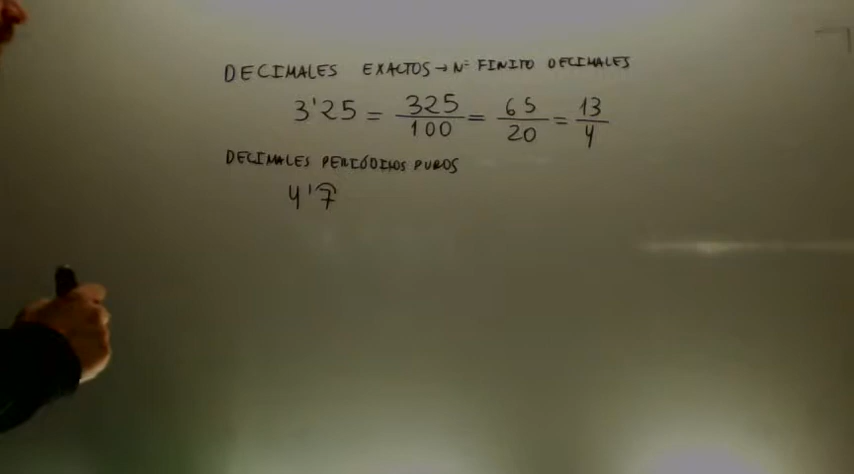 DECIMALES EXACTOS → Nº FINITO DECIMALES
3'25 = 325/100 = 65/20 = 13/4
DECIMALES PERIÓDICOS PUROS
4'7̂